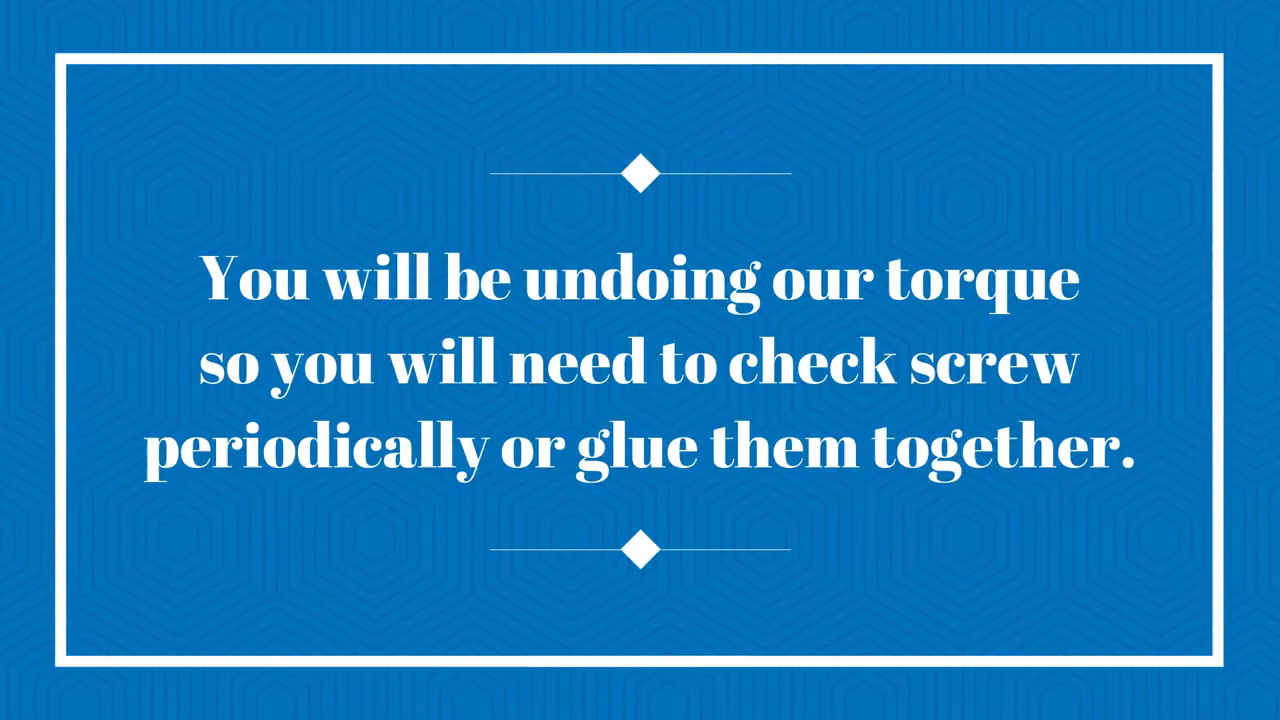 You will be undoing our torque
so you will need to check screw
periodically or glue them together.